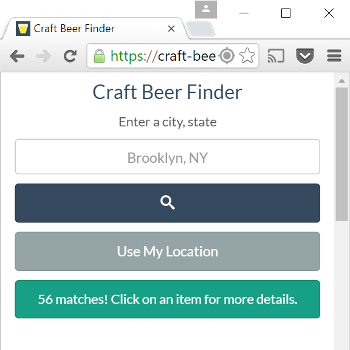 Craft Beer Finder
https://craft-bee
Craft Beer Finder
Enter a city, state
Brooklyn, NY
Use My Location
56 matches! Click on an item for more details.